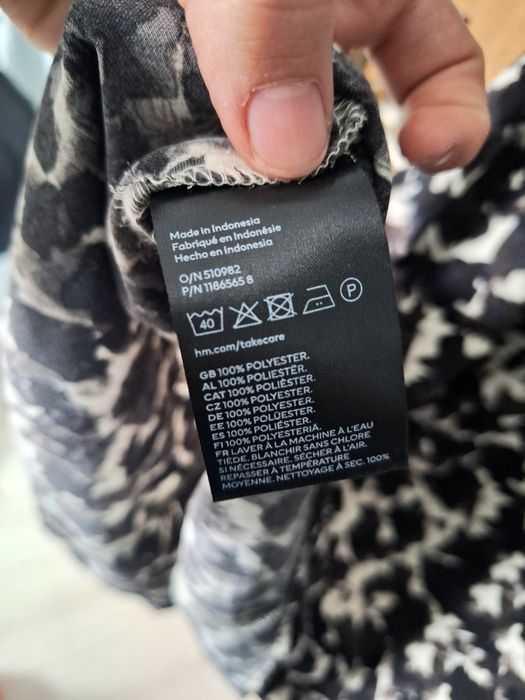 Made in Indonesia
Fabriqué en Indonésie
Hecho en Indonesia
O/N 510982
P/N 1186565 8
40
P
hm.com/takecare
GB 100% POLYESTER.
AL 100% POLIESTËR.
CAT 100% POLIÈSTER.
CZ 100% POLYESTER.
DE 100% POLYESTER.
EE 100% POLÜESTER.
ES 100% POLIÉSTER.
FI 100% POLYESTERIÄ.
FR LAVER À LA MACHINE À L'EAU
TIÈDE. BLANCHIR SANS CHLORE
SI NÉCESSAIRE. SÉCHER À L'AIR.
REPASSER À TEMPÉRATURE
MOYENNE. NETTOYAGE À SEC. 100%